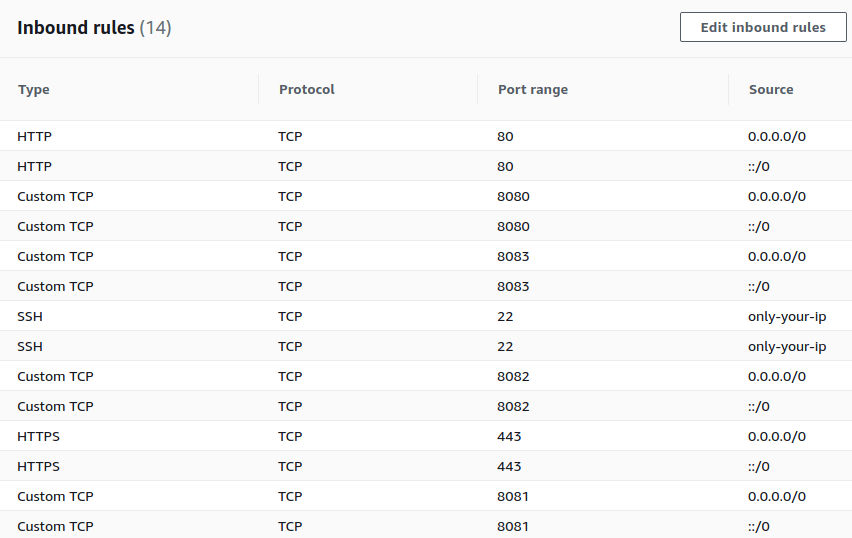 Inbound rules (14) Edit inbound rules
Type Protocol Port range Source
HTTP TCP 80 0.0.0.0/0
HTTP TCP 80 ::/0
Custom TCP TCP 8080 0.0.0.0/0
Custom TCP TCP 8080 ::/0
Custom TCP TCP 8083 0.0.0.0/0
Custom TCP TCP 8083 ::/0
SSH TCP 22 only-your-ip
SSH TCP 22 only-your-ip
Custom TCP TCP 8082 0.0.0.0/0
Custom TCP TCP 8082 ::/0
HTTPS TCP 443 0.0.0.0/0
HTTPS TCP 443 ::/0
Custom TCP TCP 8081 0.0.0.0/0
Custom TCP TCP 8081 ::/0